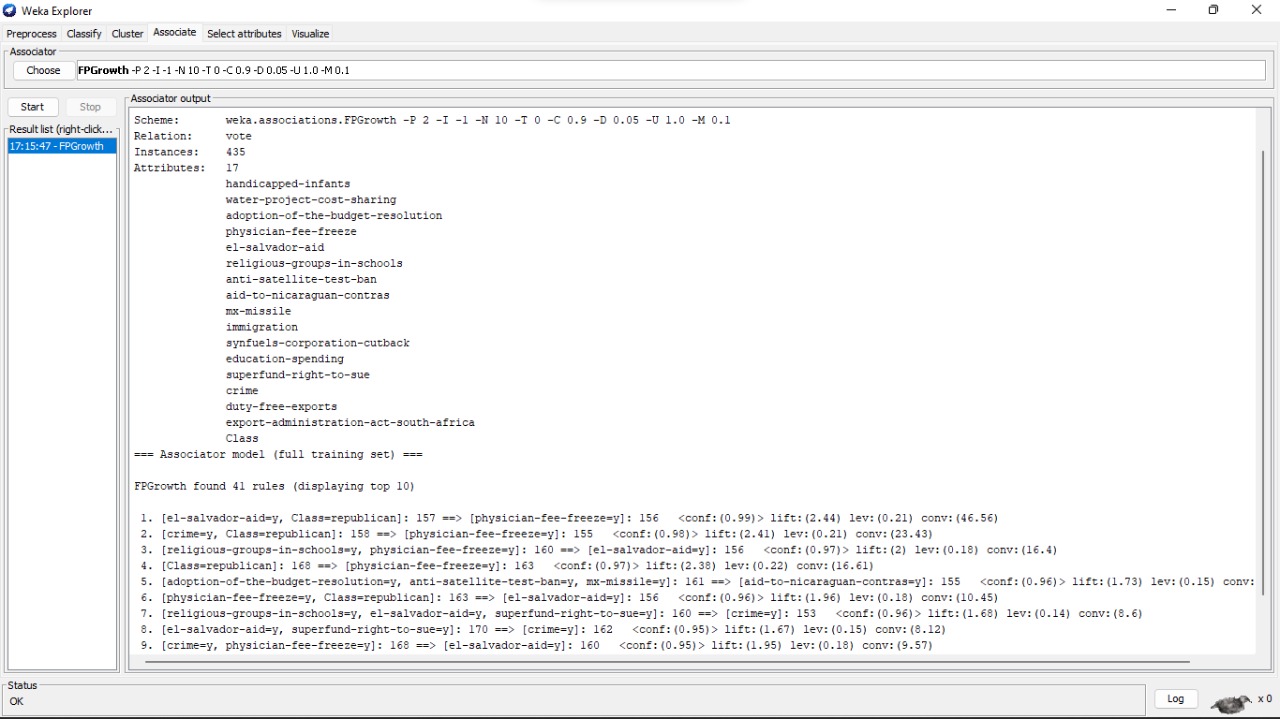 Weka Explorer
Preprocess Classify Cluster Associate Select attributes Visualize
Associator
Choose FPGrowth -P 2 -I -1 -N 10 -T 0 -C 0.9 -D 0.05 -U 1.0 -M 0.1
Start Stop
Result list (right-click...
17:15:47 - FPGrowth
Associator output
Scheme: weka.associations.FPGrowth -P 2 -I -1 -N 10 -T 0 -C 0.9 -D 0.05 -U 1.0 -M 0.1
Relation: vote
Instances: 435
Attributes: 17
handicapped-infants
water-project-cost-sharing
adoption-of-the-budget-resolution
physician-fee-freeze
el-salvador-aid
religious-groups-in-schools
anti-satellite-test-ban
aid-to-nicaraguan-contras
mx-missile
immigration
synfuels-corporation-cutback
education-spending
superfund-right-to-sue
crime
duty-free-exports
export-administration-act-south-africa
Class
=== Associator model (full training set) ===
FPGrowth found 41 rules (displaying top 10)
1. [el-salvador-aid=y, Class=republican]: 157 ==> [physician-fee-freeze=y]: 156 <conf:(0.99)> lift:(2.44) lev:(0.21) conv:(46.56)
2. [crime=y, Class=republican]: 158 ==> [physician-fee-freeze=y]: 155 <conf:(0.98)> lift:(2.41) lev:(0.21) conv:(23.43)
3. [religious-groups-in-schools=y, physician-fee-freeze=y]: 160 ==> [el-salvador-aid=y]: 156 <conf:(0.97)> lift:(2) lev:(0.18) conv:(16.4)
4. [Class=republican]: 168 ==> [physician-fee-freeze=y]: 163 <conf:(0.97)> lift:(2.38) lev:(0.22) conv:(16.61)
5. [adoption-of-the-budget-resolution=y, anti-satellite-test-ban=y, mx-missile=y]: 161 ==> [aid-to-nicaraguan-contras=y]: 155 <conf:(0.96)> lift:(1.73) lev:(0.15) conv:
6. [physician-fee-freeze=y, Class=republican]: 163 ==> [el-salvador-aid=y]: 156 <conf:(0.96)> lift:(1.96) lev:(0.18) conv:(10.45)
7. [religious-groups-in-schools=y, el-salvador-aid=y, superfund-right-to-sue=y]: 160 ==> [crime=y]: 153 <conf:(0.96)> lift:(1.68) lev:(0.14) conv:(8.6)
8. [el-salvador-aid=y, superfund-right-to-sue=y]: 170 ==> [crime=y]: 162 <conf:(0.95)> lift:(1.67) lev:(0.15) conv:(8.12)
9. [crime=y, physician-fee-freeze=y]: 168 ==> [el-salvador-aid=y]: 160 <conf:(0.95)> lift:(1.95) lev:(0.18) conv:(9.57)
Status
OK
Log
x 0